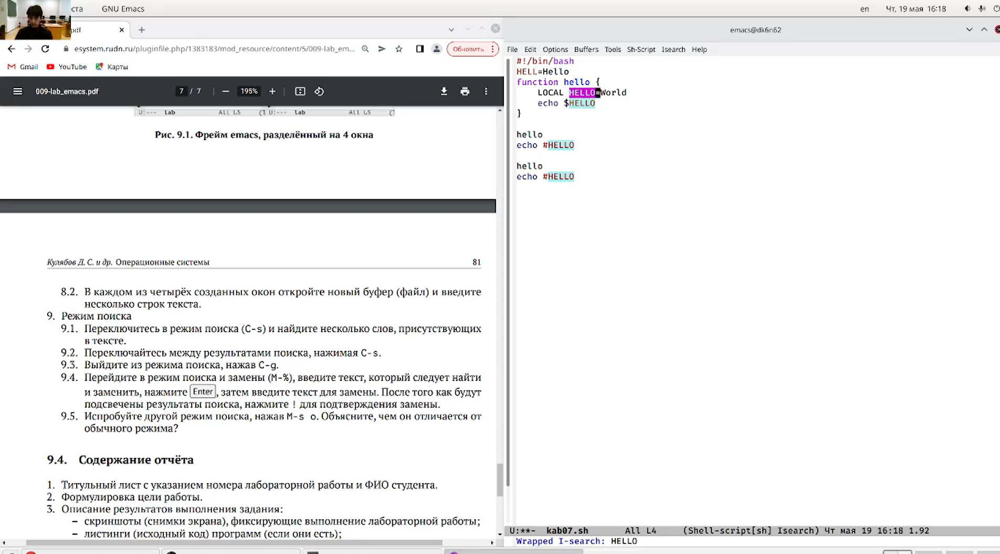 ста GNU Emacs en Чт, 19 мая 16:18
pdf
emacs@dk6n62
esystem.rudn.ru/pluginfile.php/1383183/mod_resource/content/5/009-lab_em... Обновить
Gmail YouTube Карты
009-lab_emacs.pdf 7 / 7 195%
U:--- lab All L5 (1 U:--- lab All L5 (1
Рис. 9.1. Фрейм emacs, разделённый на 4 окна
Кулябов Д. С. и др. Операционные системы 81
8.2. В каждом из четырёх созданных окон откройте новый буфер (файл) и введите
несколько строк текста.
9. Режим поиска
9.1. Переключитесь в режим поиска (C-s) и найдите несколько слов, присутствующих
в тексте.
9.2. Переключайтесь между результатами поиска, нажимая C-s.
9.3. Выйдите из режима поиска, нажав C-g.
9.4. Перейдите в режим поиска и замены (M-%), введите текст, который следует найти
и заменить, нажмите Enter, затем введите текст для замены. После того как будут
подсвечены результаты поиска, нажмите ! для подтверждения замены.
9.5. Испробуйте другой режим поиска, нажав M-s o. Объясните, чем он отличается от
обычного режима?
9.4. Содержание отчёта
1. Титульный лист с указанием номера лабораторной работы и ФИО студента.
2. Формулировка цели работы.
3. Описание результатов выполнения задания:
– скриншоты (снимки экрана), фиксирующие выполнение лабораторной работы;
– листинги (исходный код) программ (если они есть);
File Edit Options Buffers Tools Sh-Script Isearch Help
#!/bin/bash
HELL=Hello
function hello {
LOCAL HELLO=World
echo $HELLO
}
hello
echo #HELLO
hello
echo #HELLO
U:**- kab07.sh All L4 (Shell-script[sh] Isearch) Чт мая 19 16:18 1.92
Wrapped I-search: HELLO